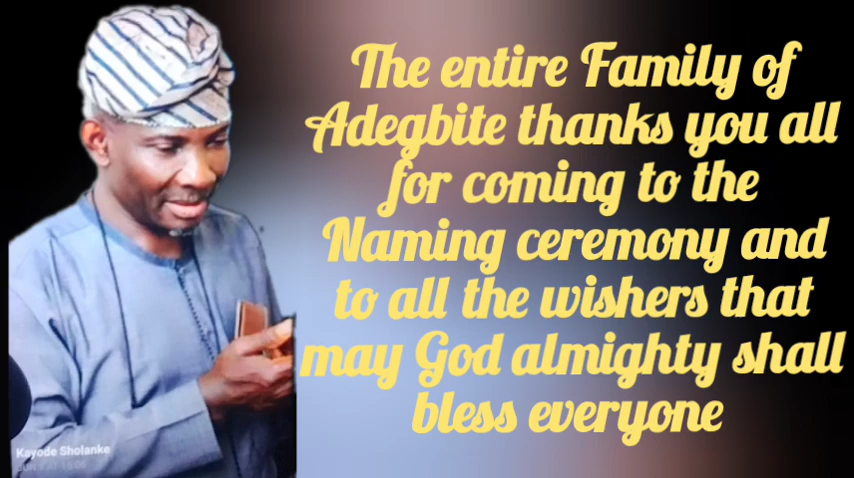 The entire Family of
Adegbite thanks you all
for coming to the
Naming ceremony and
to all the wishers that
may God almighty shall
bless everyone
Kayode Sholanke